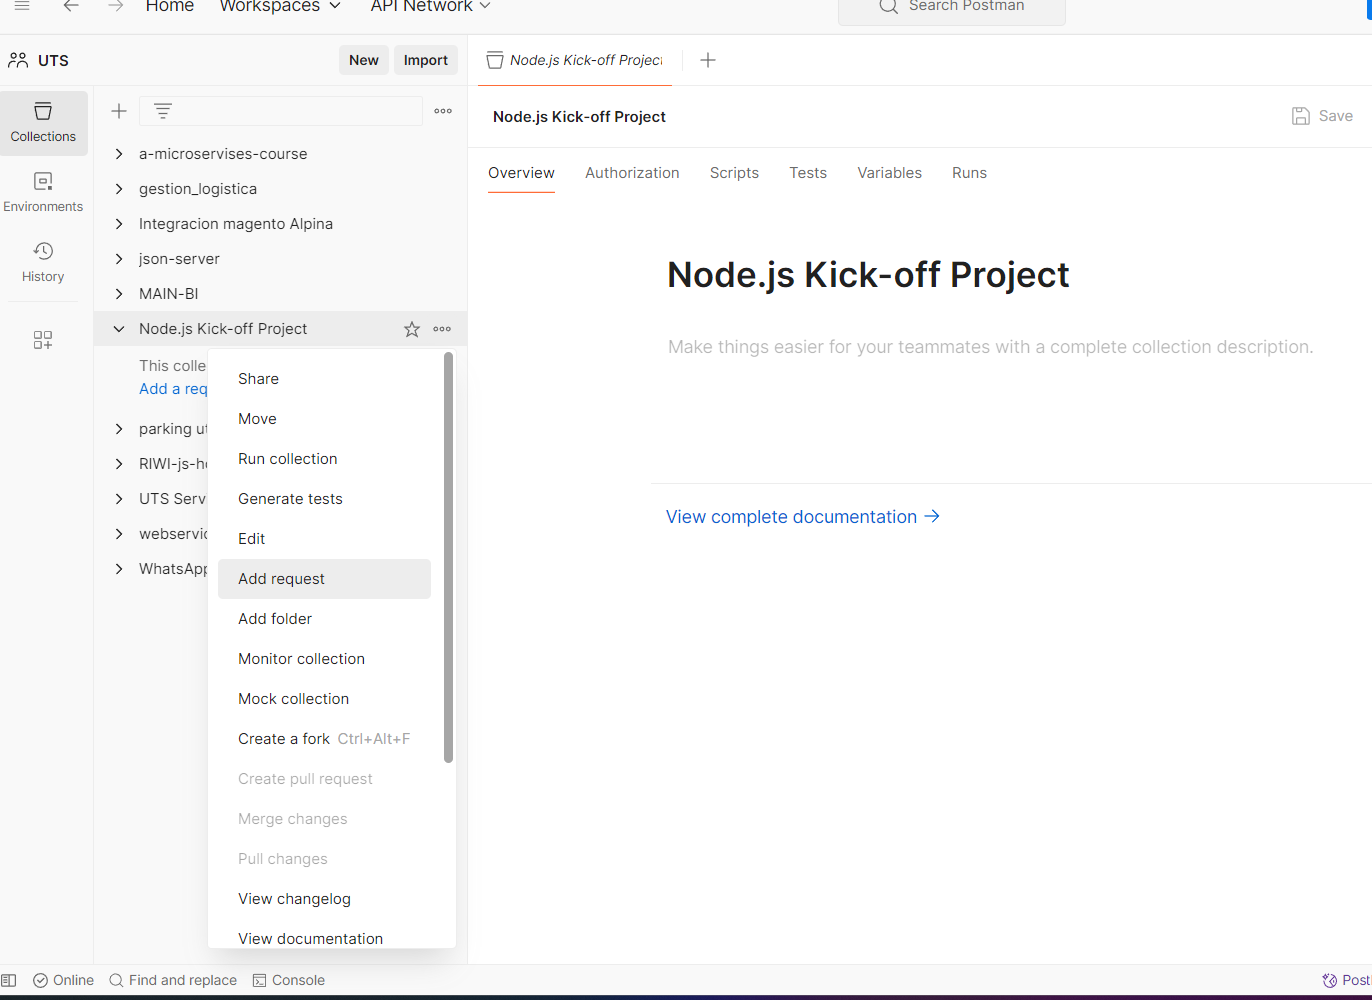 Home Workspaces API Network Search Postman
UTS New Import
Node.js Kick-off Project
Collections
Environments
History
a-microservises-course
gestion_logistica
Integracion magento Alpina
json-server
MAIN-BI
Node.js Kick-off Project
This colle
Add a req
parking ut
RIWI-js-h
UTS Serv
webservic
WhatsApp
Share
Move
Run collection
Generate tests
Edit
Add request
Add folder
Monitor collection
Mock collection
Create a fork Ctrl+Alt+F
Create pull request
Merge changes
Pull changes
View changelog
View documentation
Node.js Kick-off Project Save
Overview Authorization Scripts Tests Variables Runs
Node.js Kick-off Project
Make things easier for your teammates with a complete collection description.
View complete documentation
Online Find and replace Console Post